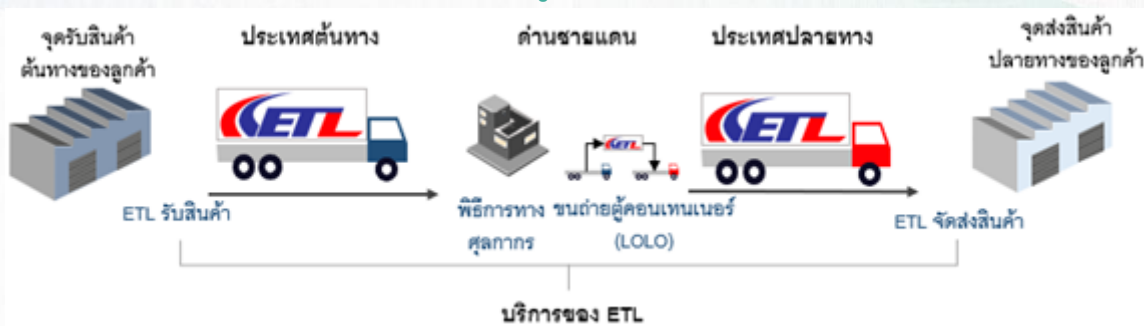 จุดรับสินค้า
ต้นทางของลูกค้า
ประเทศต้นทาง
ด่านชายแดน
ประเทศปลายทาง
จุดส่งสินค้า
ปลายทางของลูกค้า
ETL
ETL
ETL
ETL รับสินค้า
พิธีการทาง
ศุลกากร
ขนถ่ายตู้คอนเทนเนอร์
(LOLO)
ETL จัดส่งสินค้า
บริการของ ETL